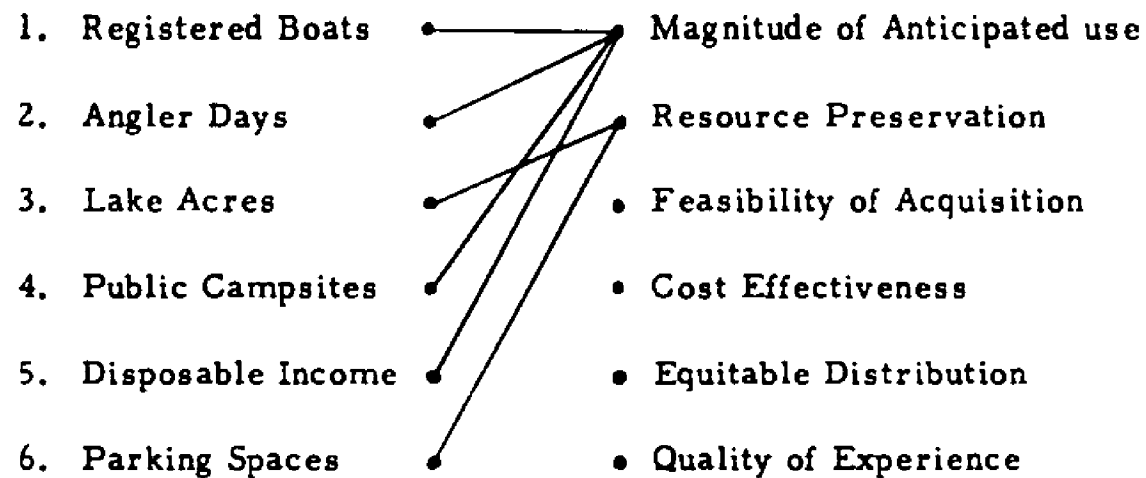 1. Registered Boats Magnitude of Anticipated use
2. Angler Days Resource Preservation
3. Lake Acres Feasibility of Acquisition
4. Public Campsites Cost Effectiveness
5. Disposable Income Equitable Distribution
6. Parking Spaces Quality of Experience